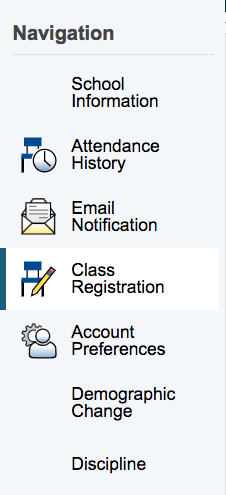 Navigation
School
Information
Attendance
History
Email
Notification
Class
Registration
Account
Preferences
Demographic
Change
Discipline